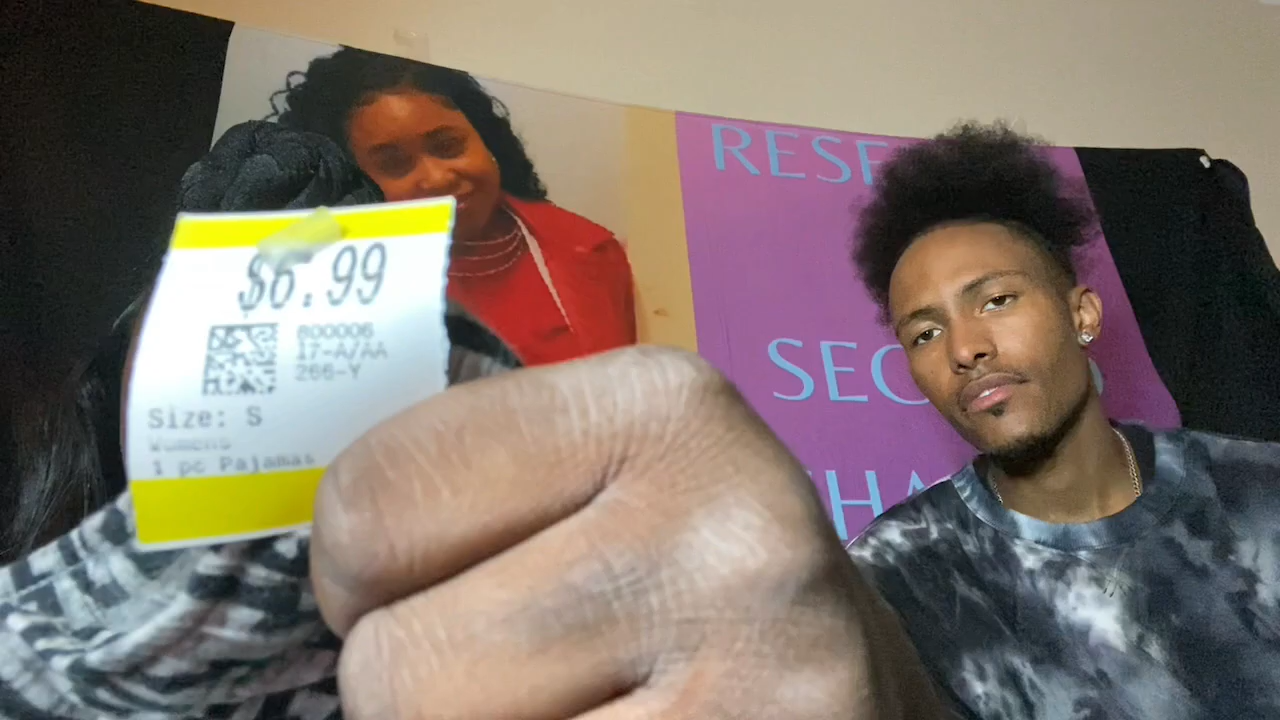 $6.99
800006
17-A/AA
266-Y
Size: S
Womens
1 pc Pajamas
RESE
SEC
HA